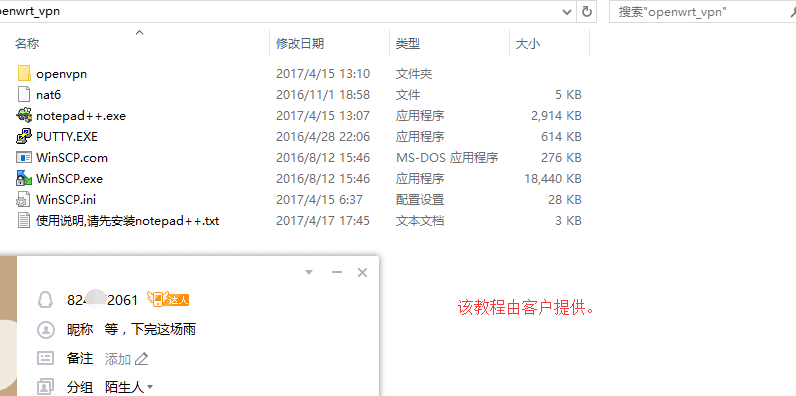 openwrt_vpn 搜索"openwrt_vpn"
名称 修改日期 类型 大小
openvpn 2017/4/15 13:10 文件夹
nat6 2016/11/1 18:58 文件 5 KB
notepad++.exe 2017/4/15 13:07 应用程序 2,914 KB
PUTTY.EXE 2016/4/28 22:06 应用程序 614 KB
WinSCP.com 2016/8/12 15:46 MS-DOS 应用程序 276 KB
WinSCP.exe 2016/8/12 15:46 应用程序 18,440 KB
WinSCP.ini 2017/4/15 6:37 配置设置 28 KB
使用说明,请先安装notepad++.txt 2017/4/17 17:45 文本文档 3 KB
824 2061 达人
该教程由客户提供。
昵称 等，下完这场雨
备注 添加
分组 陌生人